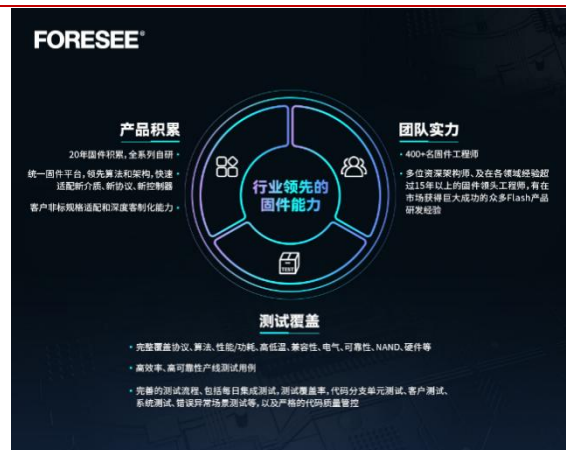 FORESEE®
产品积累
20年固件积累,全系列自研 •
统一固件平台,领先算法和架构,快速 •
适配新介质、新协议、新控制器
客户非标规格适配和深度客制化能力 •
行业领先的
固件能力
TEST
团队实力
• 400+名固件工程师
• 多位资深架构师、及在各领域经验超
过15年以上的固件领头工程师,有在
市场获得巨大成功的众多Flash产品
研发经验
测试覆盖
• 完整覆盖协议、算法、性能/功耗、高低温、兼容性、电气、可靠性、NAND、硬件等
• 高效率、高可靠性产线测试用例
• 完善的测试流程、包括每日集成测试,测试覆盖率,代码分支单元测试、客户测试、
系统测试、错误异常场景测试等,以及严格的代码质量管控